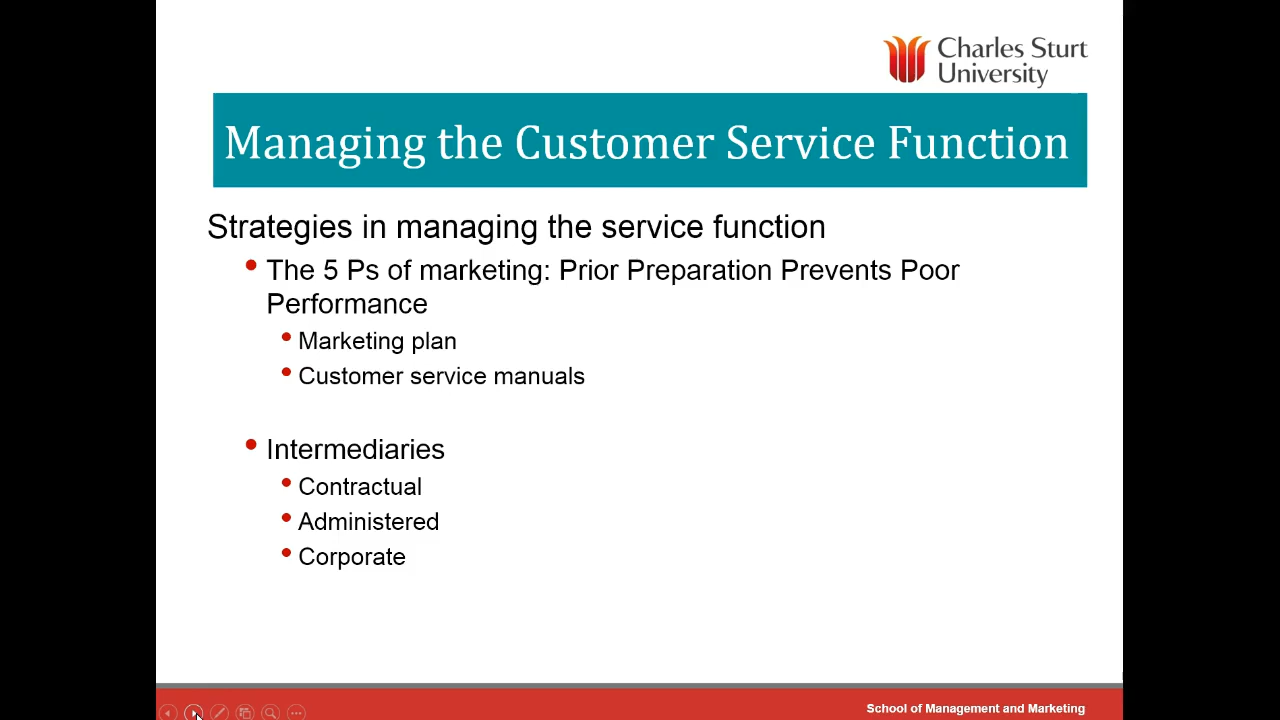 Charles Sturt
University
Managing the Customer Service Function
Strategies in managing the service function
• The 5 Ps of marketing: Prior Preparation Prevents Poor
Performance
• Marketing plan
• Customer service manuals
• Intermediaries
• Contractual
• Administered
• Corporate
School of Management and Marketing